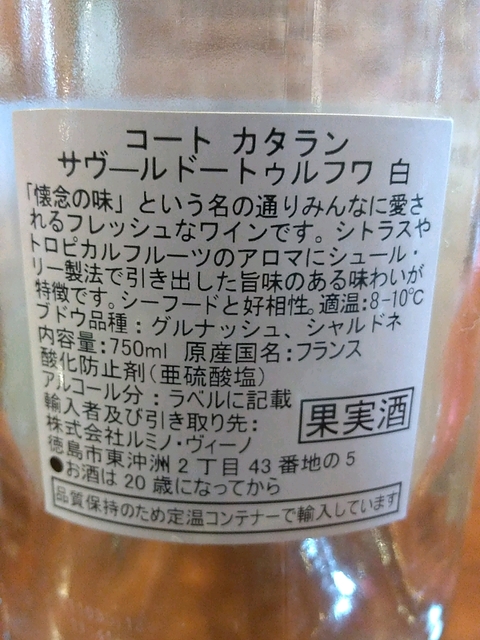 コート カタラン
サヴールドートゥルフワ 白
「懐念の味」という名の通りみんなに愛さ
れるフレッシュなワインです。シトラスや
トロピカルフルーツのアロマにシュール・
リー製法で引き出した旨味のある味わいが
特徴です。シーフードと好相性。適温:8-10℃
ブドウ品種：グルナッシュ、シャルドネ
内容量:750ml 原産国名:フランス
酸化防止剤（亜硫酸塩）
アルコール分：ラベルに記載
輸入者及び引き取り先:
株式会社ルミノ・ヴィーノ
徳島市東沖洲2丁目43番地の5
●お酒は20歳になってから
果実酒
品質保持のため定温コンテナーで輸入しています